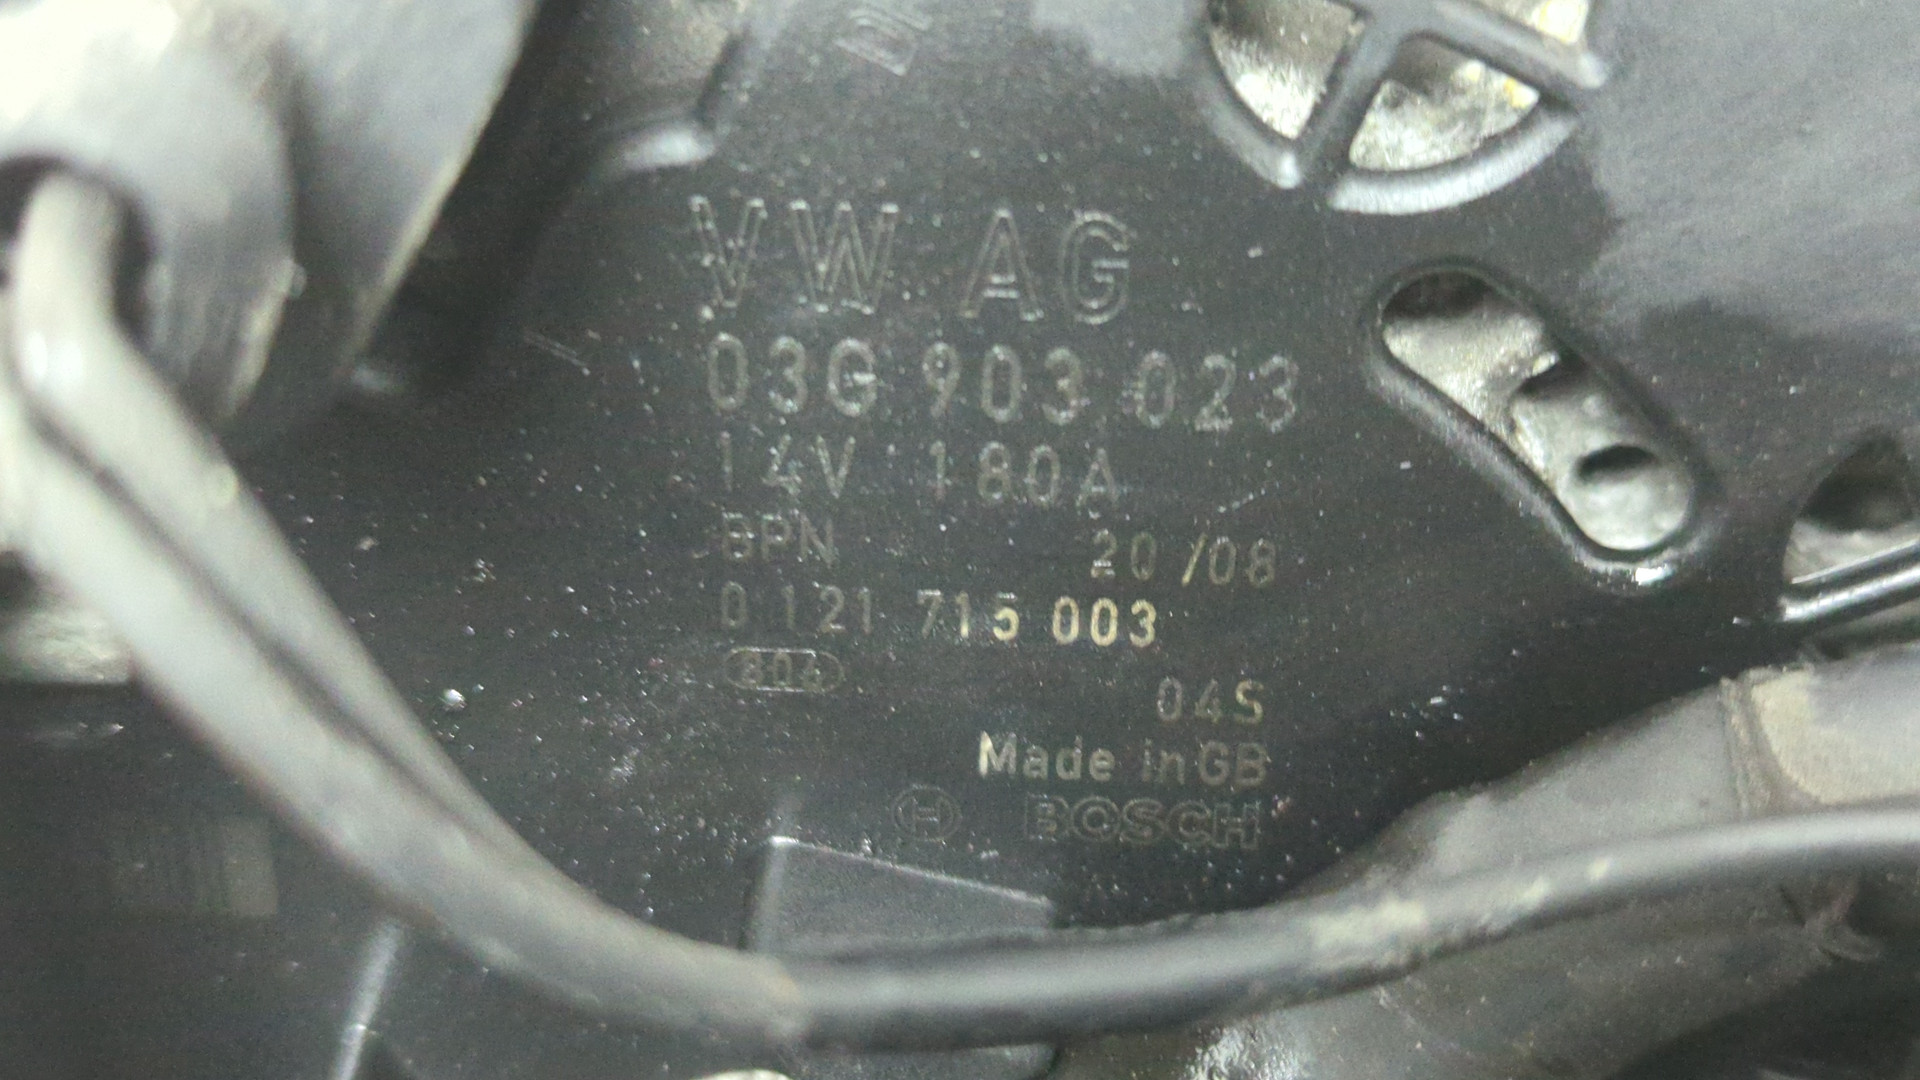 VW AG
03G 903 023
14V 180A
BPN 20/08
0 121 715 003
04S
Made in GB
BOSCH